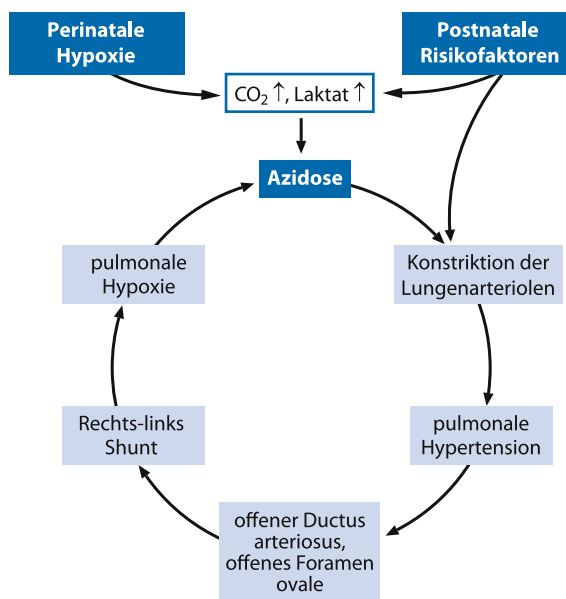 Perinatale
Hypoxie
Postnatale
Risikofaktoren
CO₂ ↑, Laktat ↑
Azidose
pulmonale
Hypoxie
Konstriktion der
Lungenarteriolen
Rechts-links
Shunt
pulmonale
Hypertension
offener Ductus
arteriosus,
offenes Foramen
ovale